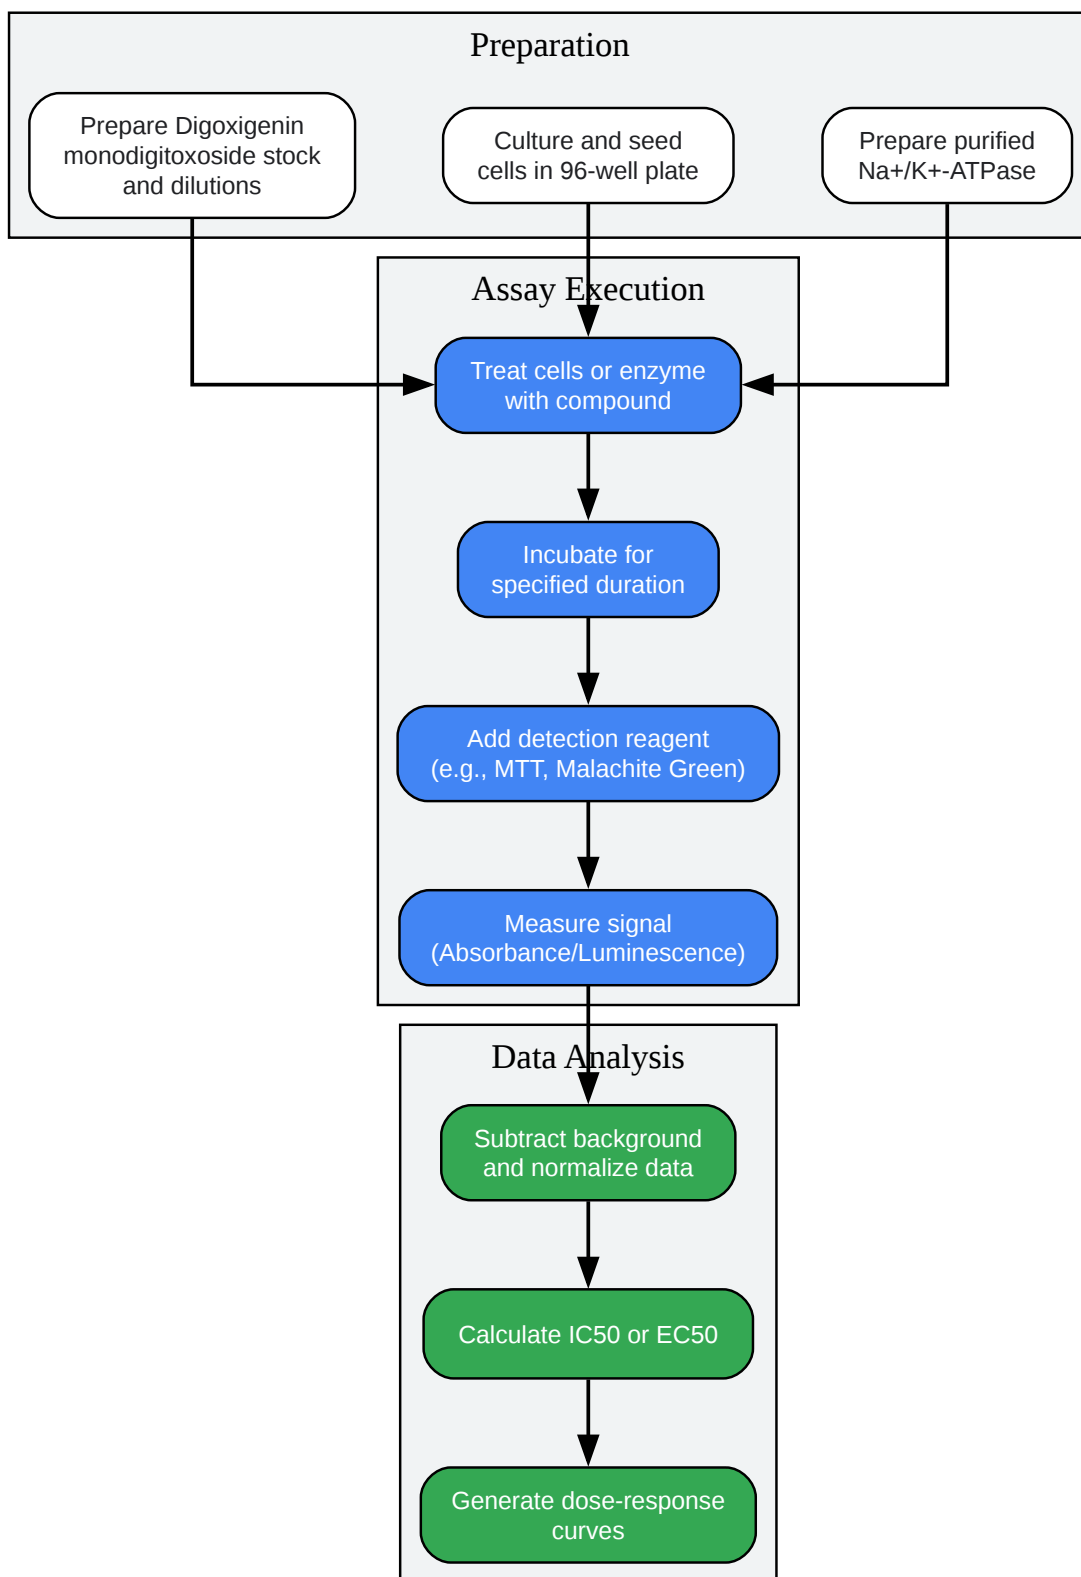 Preparation
Prepare Digoxigenin
monodigitoxoside stock
and dilutions
Culture and seed
cells in 96-well plate
Prepare purified
Na+/K+-ATPase
Assay Execution
Treat cells or enzyme
with compound
Incubate for
specified duration
Add detection reagent
(e.g., MTT, Malachite Green)
Measure signal
(Absorbance/Luminescence)
Data Analysis
Subtract background
and normalize data
Calculate IC50 or EC50
Generate dose-response
curves